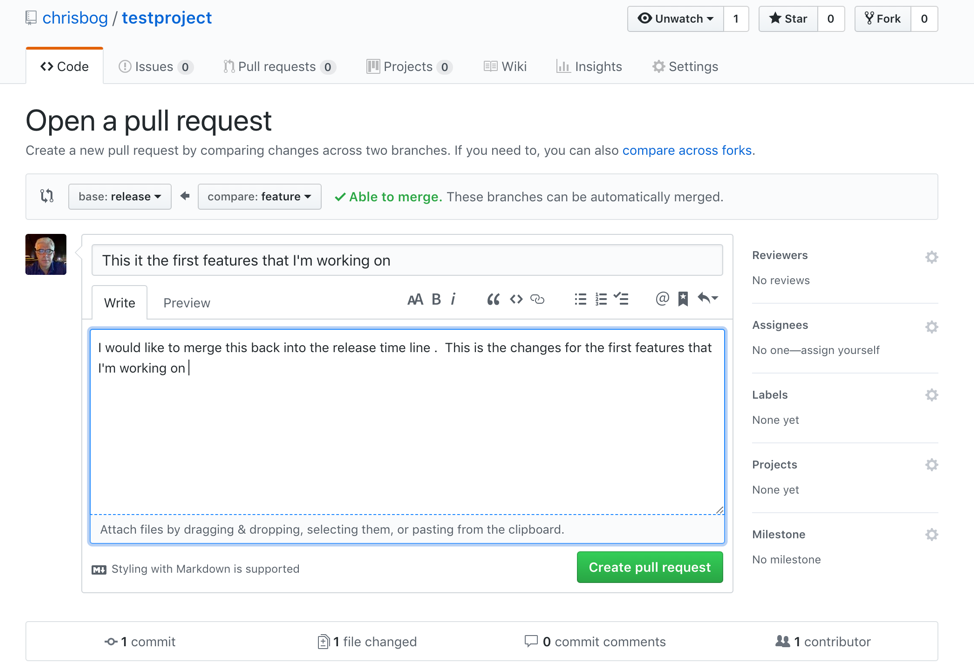 chrisbog / testproject
Unwatch 1 Star 0 Fork 0
Code Issues 0 Pull requests 0 Projects 0 Wiki Insights Settings
Open a pull request
Create a new pull request by comparing changes across two branches. If you need to, you can also compare across forks.
base: release compare: feature Able to merge. These branches can be automatically merged.
This it the first features that I'm working on
Write Preview AA B i
I would like to merge this back into the release time line .  This is the changes for the first features that
I'm working on
Attach files by dragging & dropping, selecting them, or pasting from the clipboard.
Styling with Markdown is supported
Create pull request
Reviewers
No reviews
Assignees
No one—assign yourself
Labels
None yet
Projects
None yet
Milestone
No milestone
1 commit 1 file changed 0 commit comments 1 contributor